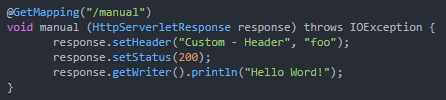 @GetMapping("/manual")
void manual (HttpServerletResponse response) throws IOException {
response.setHeader("Custom - Header", "foo");
response.setStatus(200);
response.getWriter().println("Hello Word!");
}